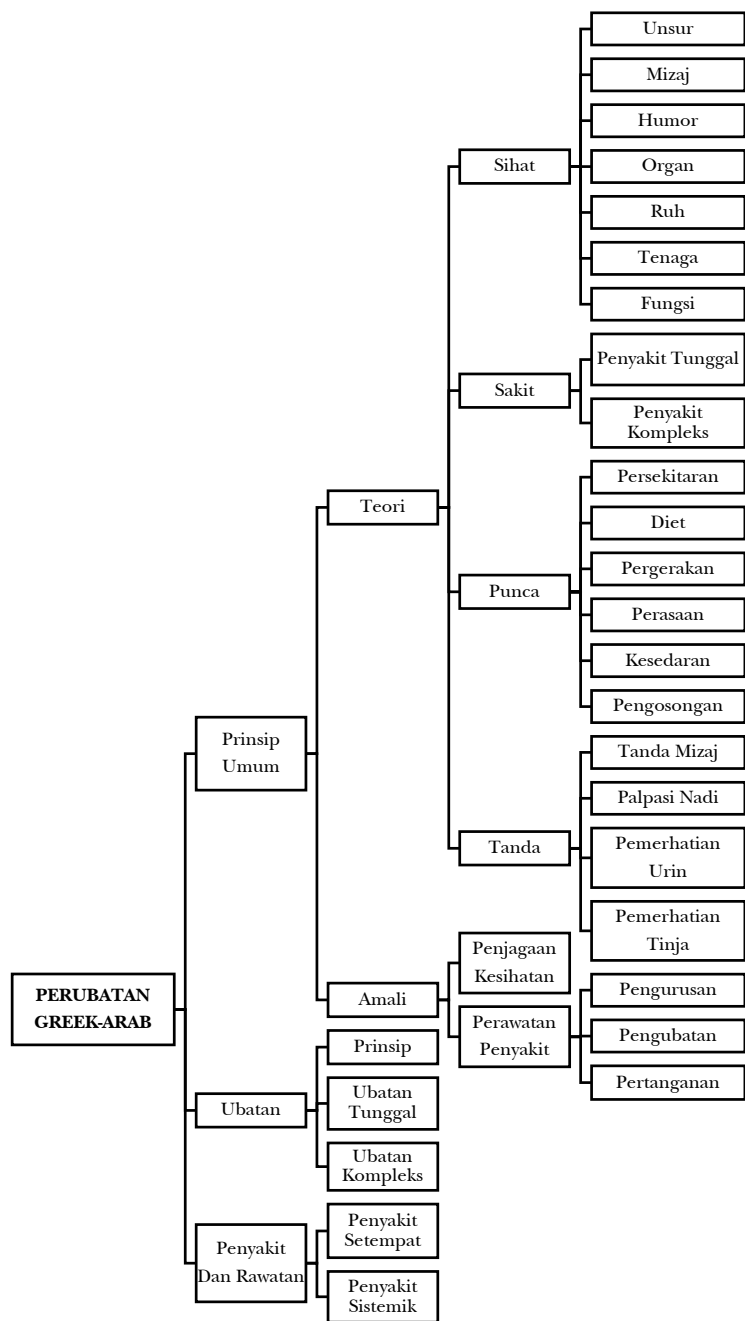 PERUBATAN
GREEK-ARAB
Prinsip
Umum
Teori
Sihat
Unsur
Mizaj
Humor
Organ
Ruh
Tenaga
Fungsi
Sakit
Penyakit Tunggal
Penyakit
Kompleks
Punca
Persekitaran
Diet
Pergerakan
Perasaan
Kesedaran
Pengosongan
Tanda
Tanda Mizaj
Palpasi Nadi
Pemerhatian
Urin
Pemerhatian
Tinja
Amali
Penjagaan
Kesihatan
Perawatan
Penyakit
Pengurusan
Pengubatan
Pertanganan
Ubatan
Prinsip
Ubatan
Tunggal
Ubatan
Kompleks
Penyakit
Dan Rawatan
Penyakit
Setempat
Penyakit
Sistemik